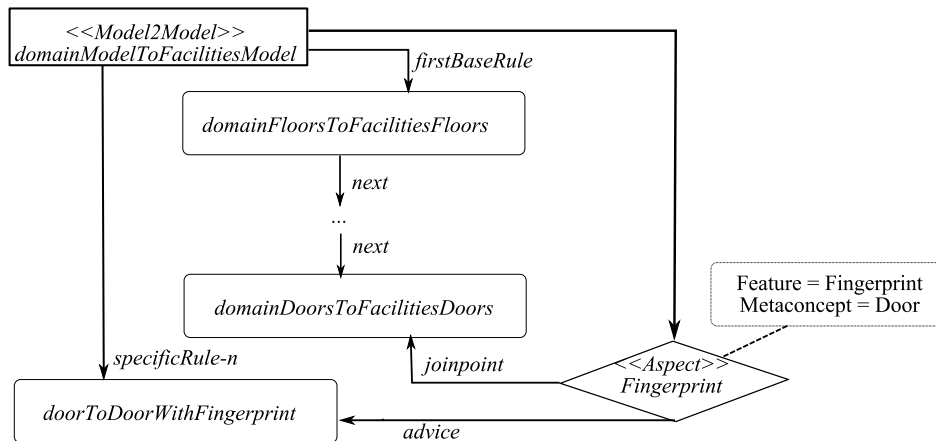 <<Model2Model>>
domainModelToFacilitiesModel
firstBaseRule
domainFloorsToFacilitiesFloors
next
...
next
domainDoorsToFacilitiesDoors
Feature = Fingerprint
Metaconcept = Door
specificRule-n
joinpoint
<<Aspect>>
Fingerprint
doorToDoorWithFingerprint
advice